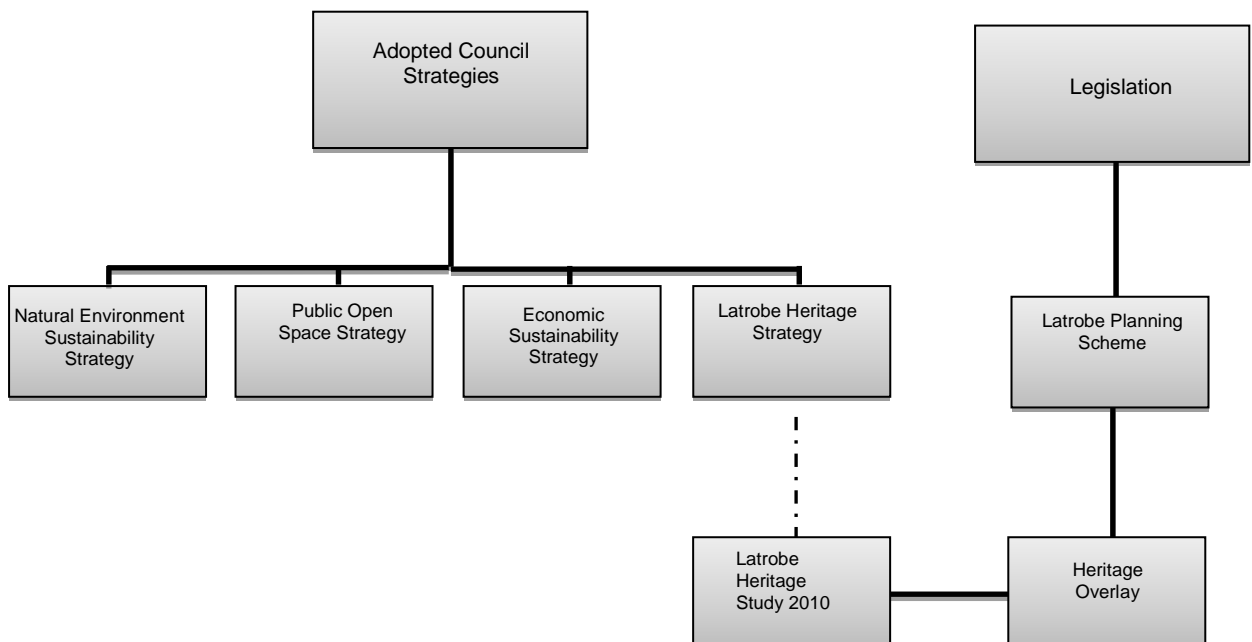 Adopted Council
Strategies
Legislation
Natural Environment
Sustainability
Strategy
Public Open
Space Strategy
Economic
Sustainability
Strategy
Latrobe Heritage
Strategy
Latrobe Planning
Scheme
Latrobe
Heritage
Study 2010
Heritage
Overlay